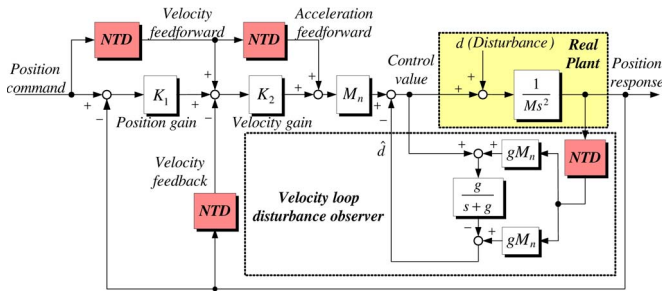 Velocity
feedforward
Acceleration
feedforward
NTD
NTD
Position
command
Control
value
d (Disturbance)
Real
Plant
Position
response
+
−
K₁
Position gain
+
+
−
K₂
Velocity gain
+
+
Mₙ
+
−
+
+
1
Ms²
d̂
Velocity
feedback
NTD
Velocity loop
disturbance observer
+
+
gMₙ
NTD
g
s + g
−
+
gMₙ